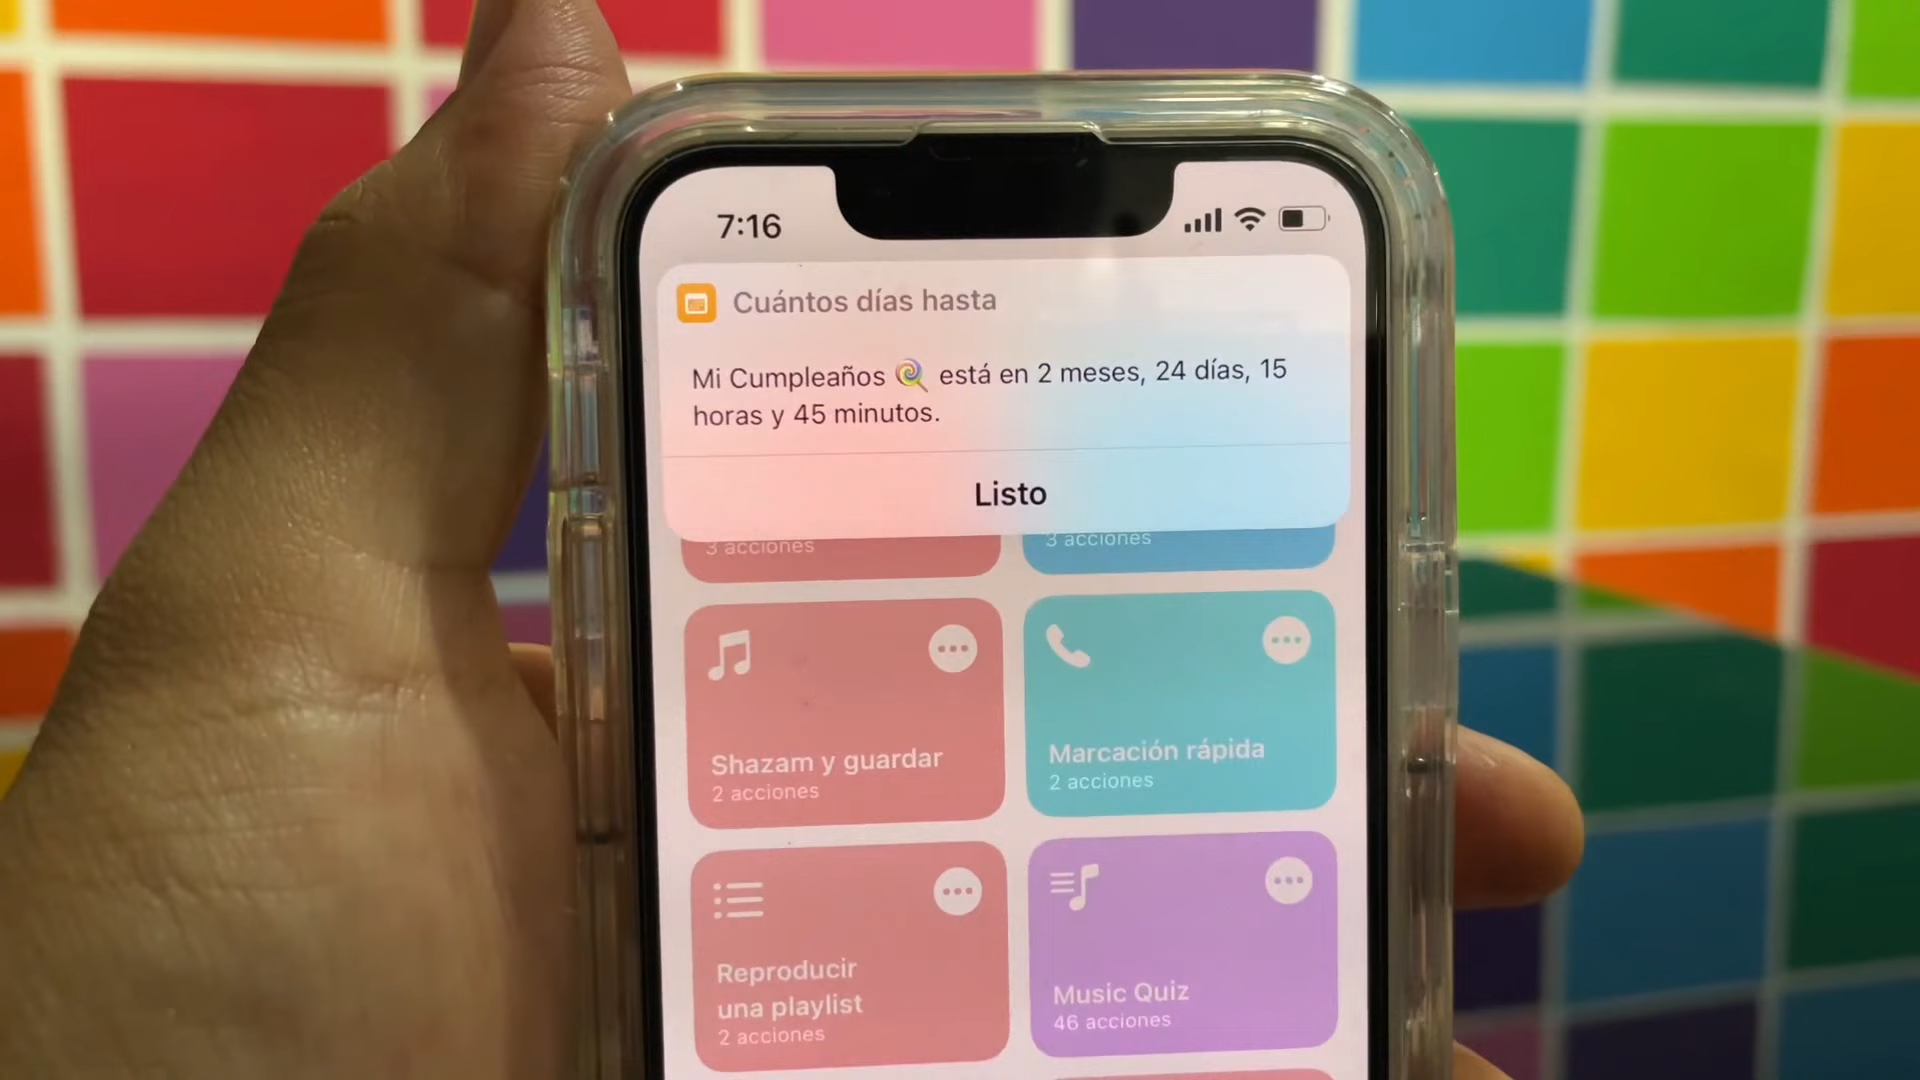 7:16
Cuántos días hasta
Mi Cumpleaños 🍭 está en 2 meses, 24 días, 15
horas y 45 minutos.
Listo
3 acciones
3 acciones
Shazam y guardar
2 acciones
Marcación rápida
2 acciones
Reproducir
una playlist
2 acciones
Music Quiz
46 acciones